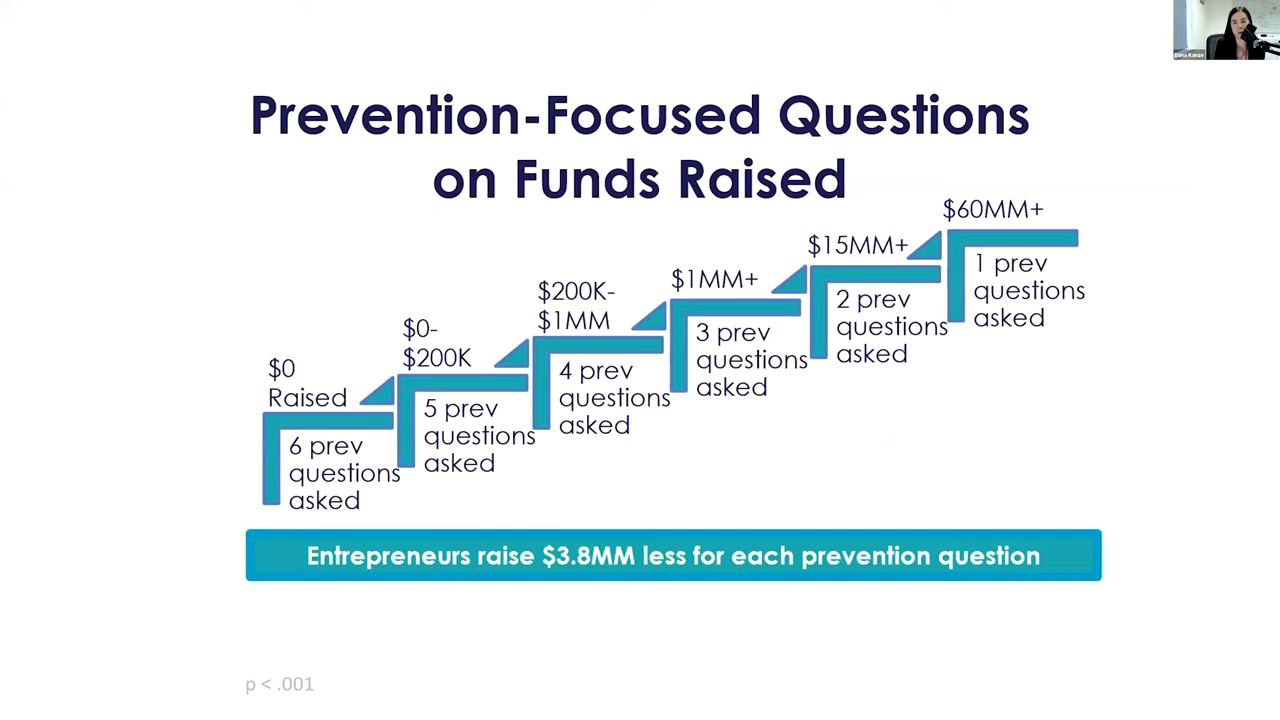 Dana Kanze
Prevention-Focused Questions
on Funds Raised
$0
Raised
6 prev
questions
asked
$0-
$200K
5 prev
questions
asked
$200K-
$1MM
4 prev
questions
asked
$1MM+
3 prev
questions
asked
$15MM+
2 prev
questions
asked
$60MM+
1 prev
questions
asked
Entrepreneurs raise $3.8MM less for each prevention question
p < .001